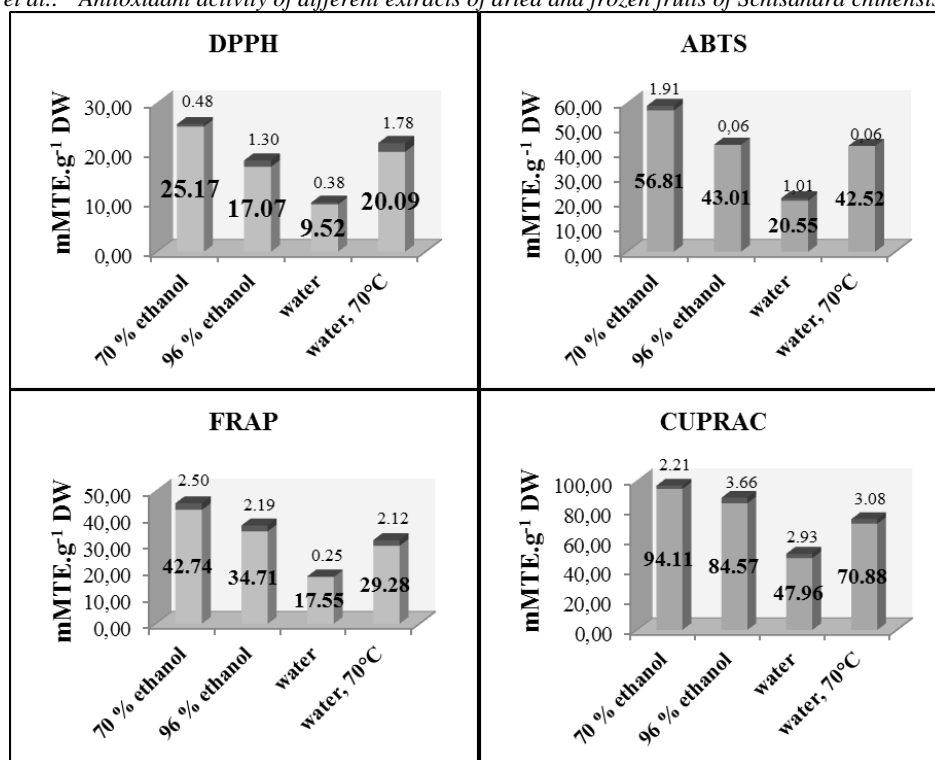 et al.: Antioxidant activity of different extracts of dried and frozen fruits of Schisandra chinensis
DPPH
mMTE.g-1 DW
30,00
20,00
10,00
0,00
0.48
1.30
0.38
1.78
25.17
17.07
9.52
20.09
70 % ethanol
96 % ethanol
water
water, 70°C
ABTS
mMTE.g-1 DW
60,00
50,00
40,00
30,00
20,00
10,00
0,00
1.91
0,06
1.01
0,06
56.81
43.01
20.55
42.52
70 % ethanol
96 % ethanol
water
water, 70°C
FRAP
mMTE.g-1 DW
50,00
40,00
30,00
20,00
10,00
0,00
2.50
2.19
0.25
2.12
42.74
34.71
17.55
29.28
70 % ethanol
96 % ethanol
water
water, 70°C
CUPRAC
mMTE.g-1 DW
100,00
80,00
60,00
40,00
20,00
0,00
2.21
3.66
2.93
3.08
94.11
84.57
47.96
70.88
70 % ethanol
96 % ethanol
water
water, 70°C